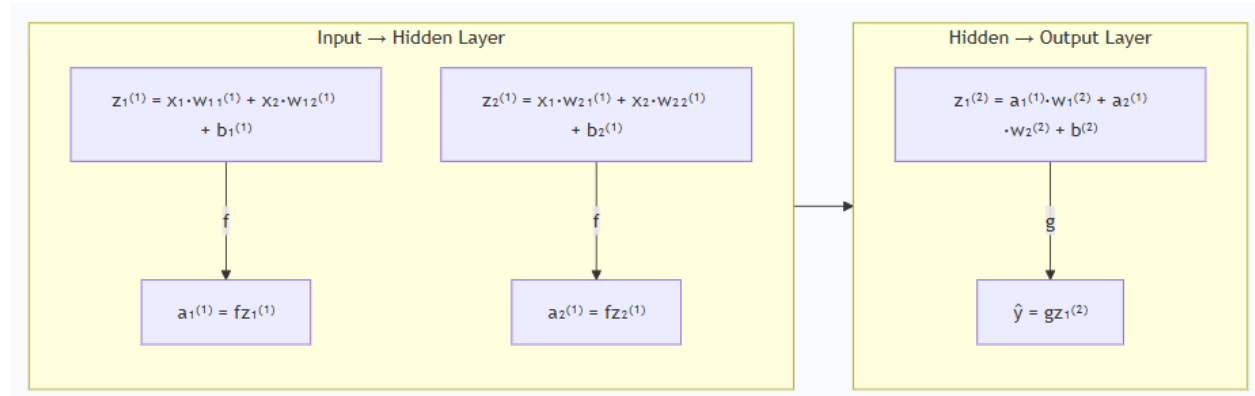 Input → Hidden Layer
z₁⁽¹⁾ = x₁·w₁₁⁽¹⁾ + x₂·w₁₂⁽¹⁾
+ b₁⁽¹⁾
f
a₁⁽¹⁾ = fz₁⁽¹⁾
z₂⁽¹⁾ = x₁·w₂₁⁽¹⁾ + x₂·w₂₂⁽¹⁾
+ b₂⁽¹⁾
f
a₂⁽¹⁾ = fz₂⁽¹⁾
Hidden → Output Layer
z₁⁽²⁾ = a₁⁽¹⁾·w₁⁽²⁾ + a₂⁽¹⁾
·w₂⁽²⁾ + b⁽²⁾
g
ŷ = gz₁⁽²⁾